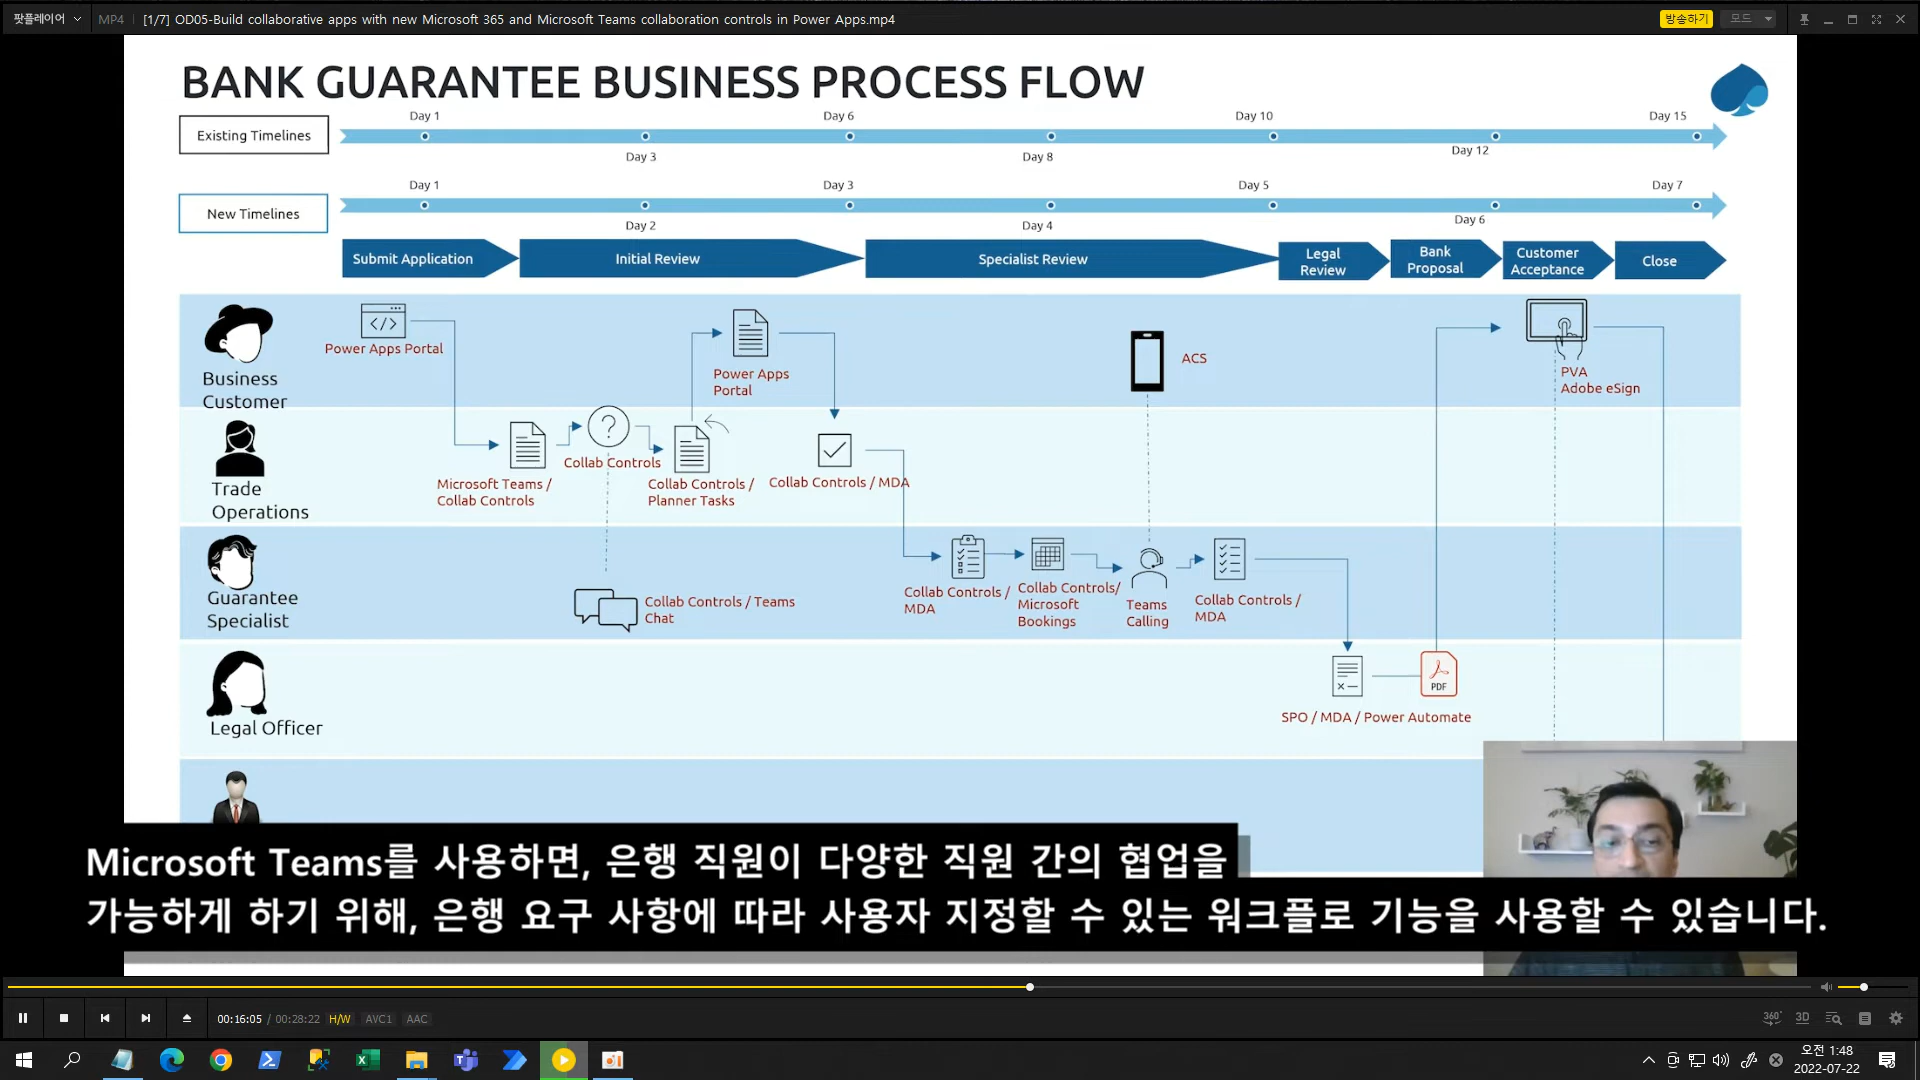 팟플레이어
MP4
[1/7] OD05-Build collaborative apps with new Microsoft 365 and Microsoft Teams collaboration controls in Power Apps.mp4
방송하기
모드
BANK GUARANTEE BUSINESS PROCESS FLOW
Existing Timelines
Day 1
Day 3
Day 6
Day 8
Day 10
Day 12
Day 15
New Timelines
Day 1
Day 2
Day 3
Day 4
Day 5
Day 6
Day 7
Submit Application
Initial Review
Specialist Review
Legal
Review
Bank
Proposal
Customer
Acceptance
Close
Business
Customer
Power Apps Portal
Power Apps
Portal
ACS
PVA
Adobe eSign
Trade
Operations
Microsoft Teams /
Collab Controls
?
Collab Controls
Collab Controls /
Planner Tasks
Collab Controls / MDA
Guarantee
Specialist
Collab Controls / Teams
Chat
Collab Controls /
MDA
Collab Controls/
Microsoft
Bookings
Teams
Calling
Collab Controls /
MDA
Legal Officer
PDF
SPO / MDA / Power Automate
Microsoft Teams를 사용하면, 은행 직원이 다양한 직원 간의 협업을
가능하게 하기 위해, 은행 요구 사항에 따라 사용자 지정할 수 있는 워크플로 기능을 사용할 수 있습니다.
00:16:05 / 00:28:22 H/W AVC1 AAC
360° 3D
오전 1:48
2022-07-22